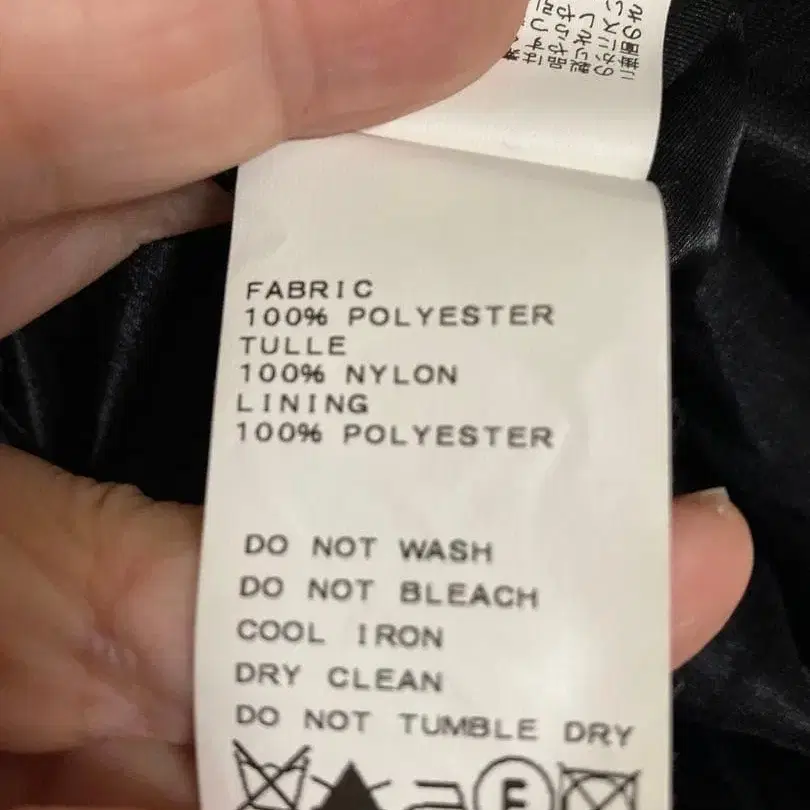 FABRIC
100% POLYESTER
TULLE
100% NYLON
LINING
100% POLYESTER
DO NOT WASH
DO NOT BLEACH
COOL IRON
DRY CLEAN
DO NOT TUMBLE DRY
F